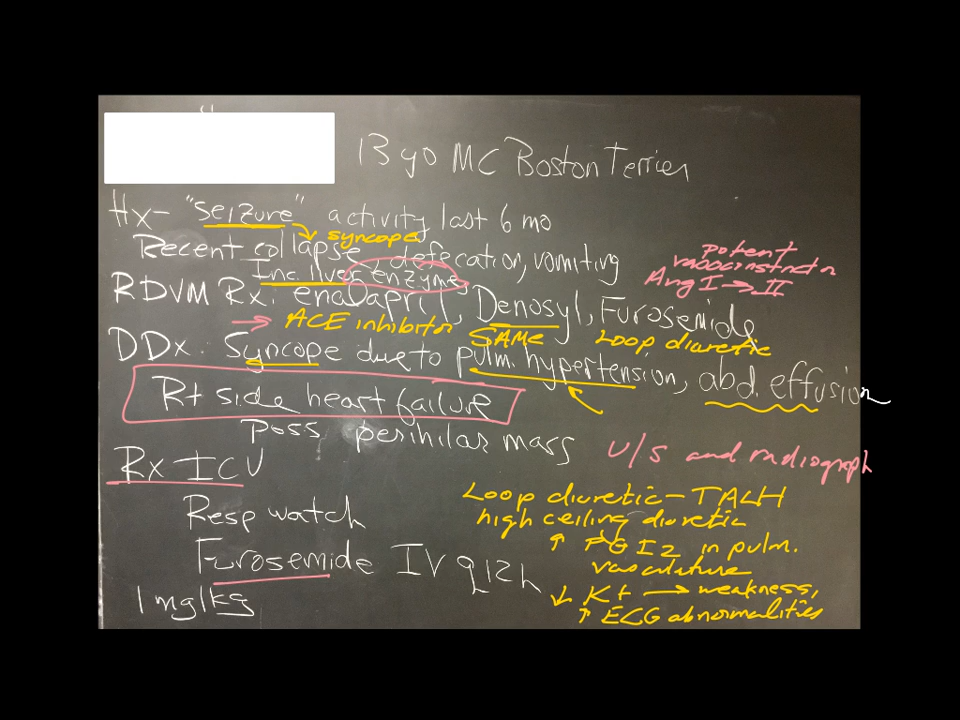 13 yo MC Boston Terrier
Hx- "seizure" activity last 6 mo
↘ syncope
Recent collapse, defecation, vomiting
Inc. liver enzyme
potent
vasoconstrictor
Ang I → II
RDVM Rx: enalapril, Denosyl, Furosemide
→ ACE inhibitor SAMe Loop diuretic
DDx. Syncope due to pulm. hypertension, abd. effusion
Rt side heart failure
Poss perihilar mass
U/S and radiograph
Rx ICU
Resp watch
Furosemide IV q12h
1 mg/kg
Loop diuretic - TALH
high ceiling diuretic
↑ PGI2 in pulm.
vasculature
↓ K+ → weakness,
↑ ECG abnormalities